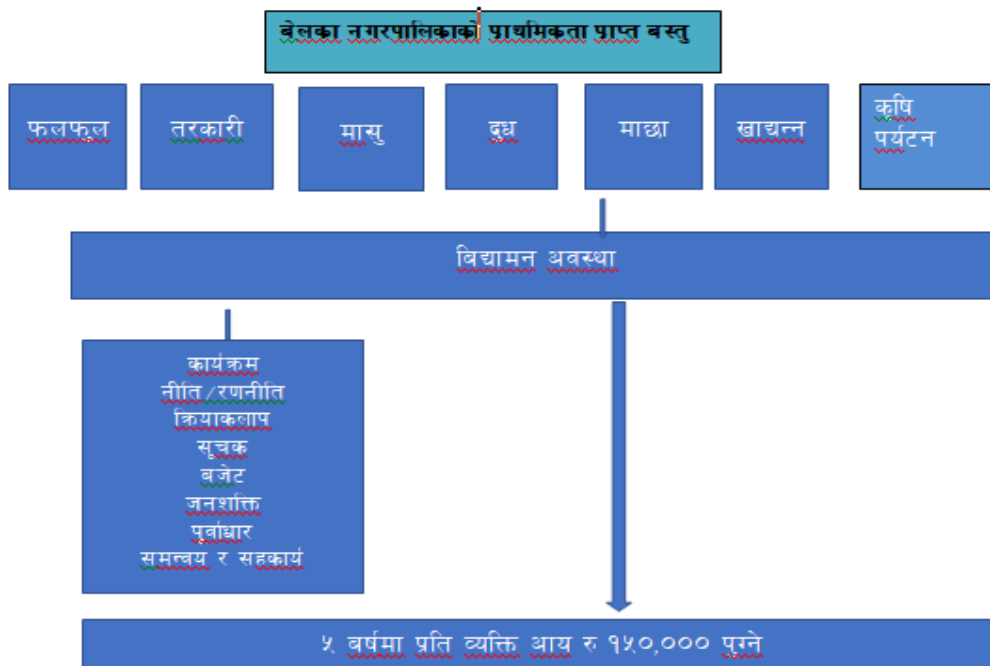 बेलका नगरपालिकाको प्राथमिकता प्राप्त बस्तु
फलफूल
तरकारी
मासु
दुध
माछा
खाद्यन्न
कृषि
पर्यटन
बिद्यामन अवस्था
कार्यक्रम
नीति/रणनीति
क्रियाकलाप
सूचक
बजेट
जनशक्ति
पूर्वाधार
समन्वय र सहकार्य
५ बर्षमा प्रति व्यक्ति आय रु १५०,००० पुग्ने